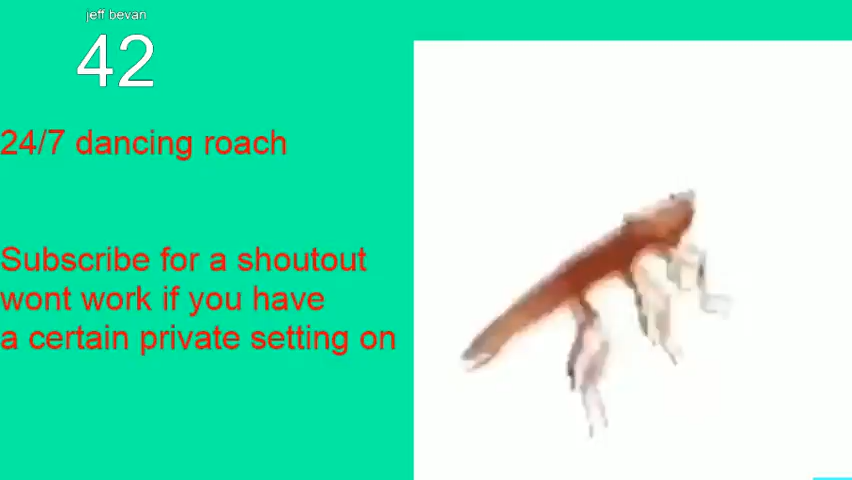 jeff bevan
42
24/7 dancing roach
Subscribe for a shoutout
wont work if you have
a certain private setting on